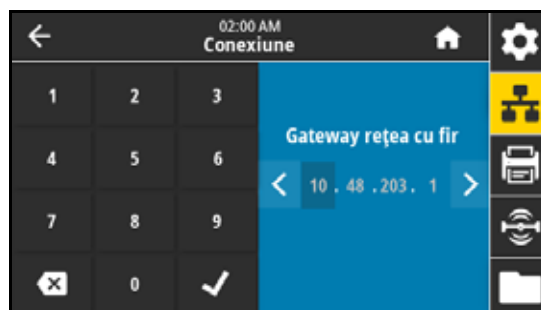 02:00 AM
Conexiune
1 2 3
4 5 6
7 8 9
0
Gateway rețea cu fir
10 . 48 . 203 . 1